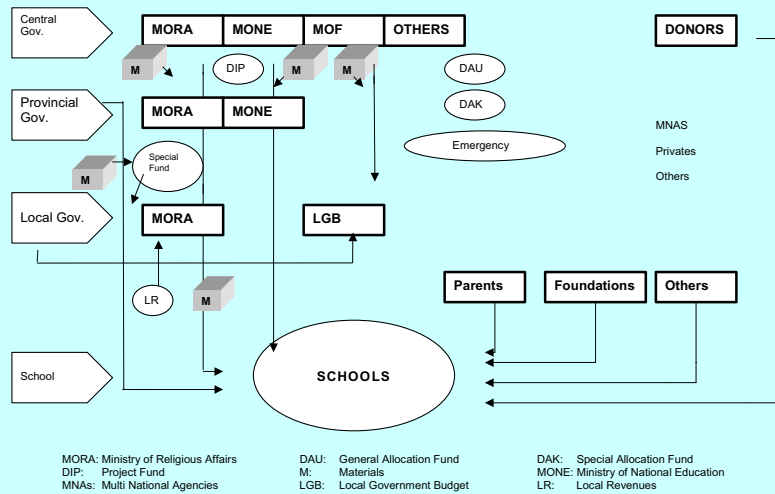 Central
Gov.
MORA MONE MOF OTHERS
DONORS
M
DIP
M
M
DAU
Provincial
Gov.
MORA MONE
DAK
MNAS
Emergency
Privates
Special
Fund
M
Others
Local Gov.
MORA
LGB
Parents
Foundations
Others
LR
M
School
SCHOOLS
MORA: Ministry of Religious Affairs
DAU: General Allocation Fund
DAK: Special Allocation Fund
DIP: Project Fund
M: Materials
MONE: Ministry of National Education
MNAs: Multi National Agencies
LGB: Local Government Budget
LR: Local Revenues